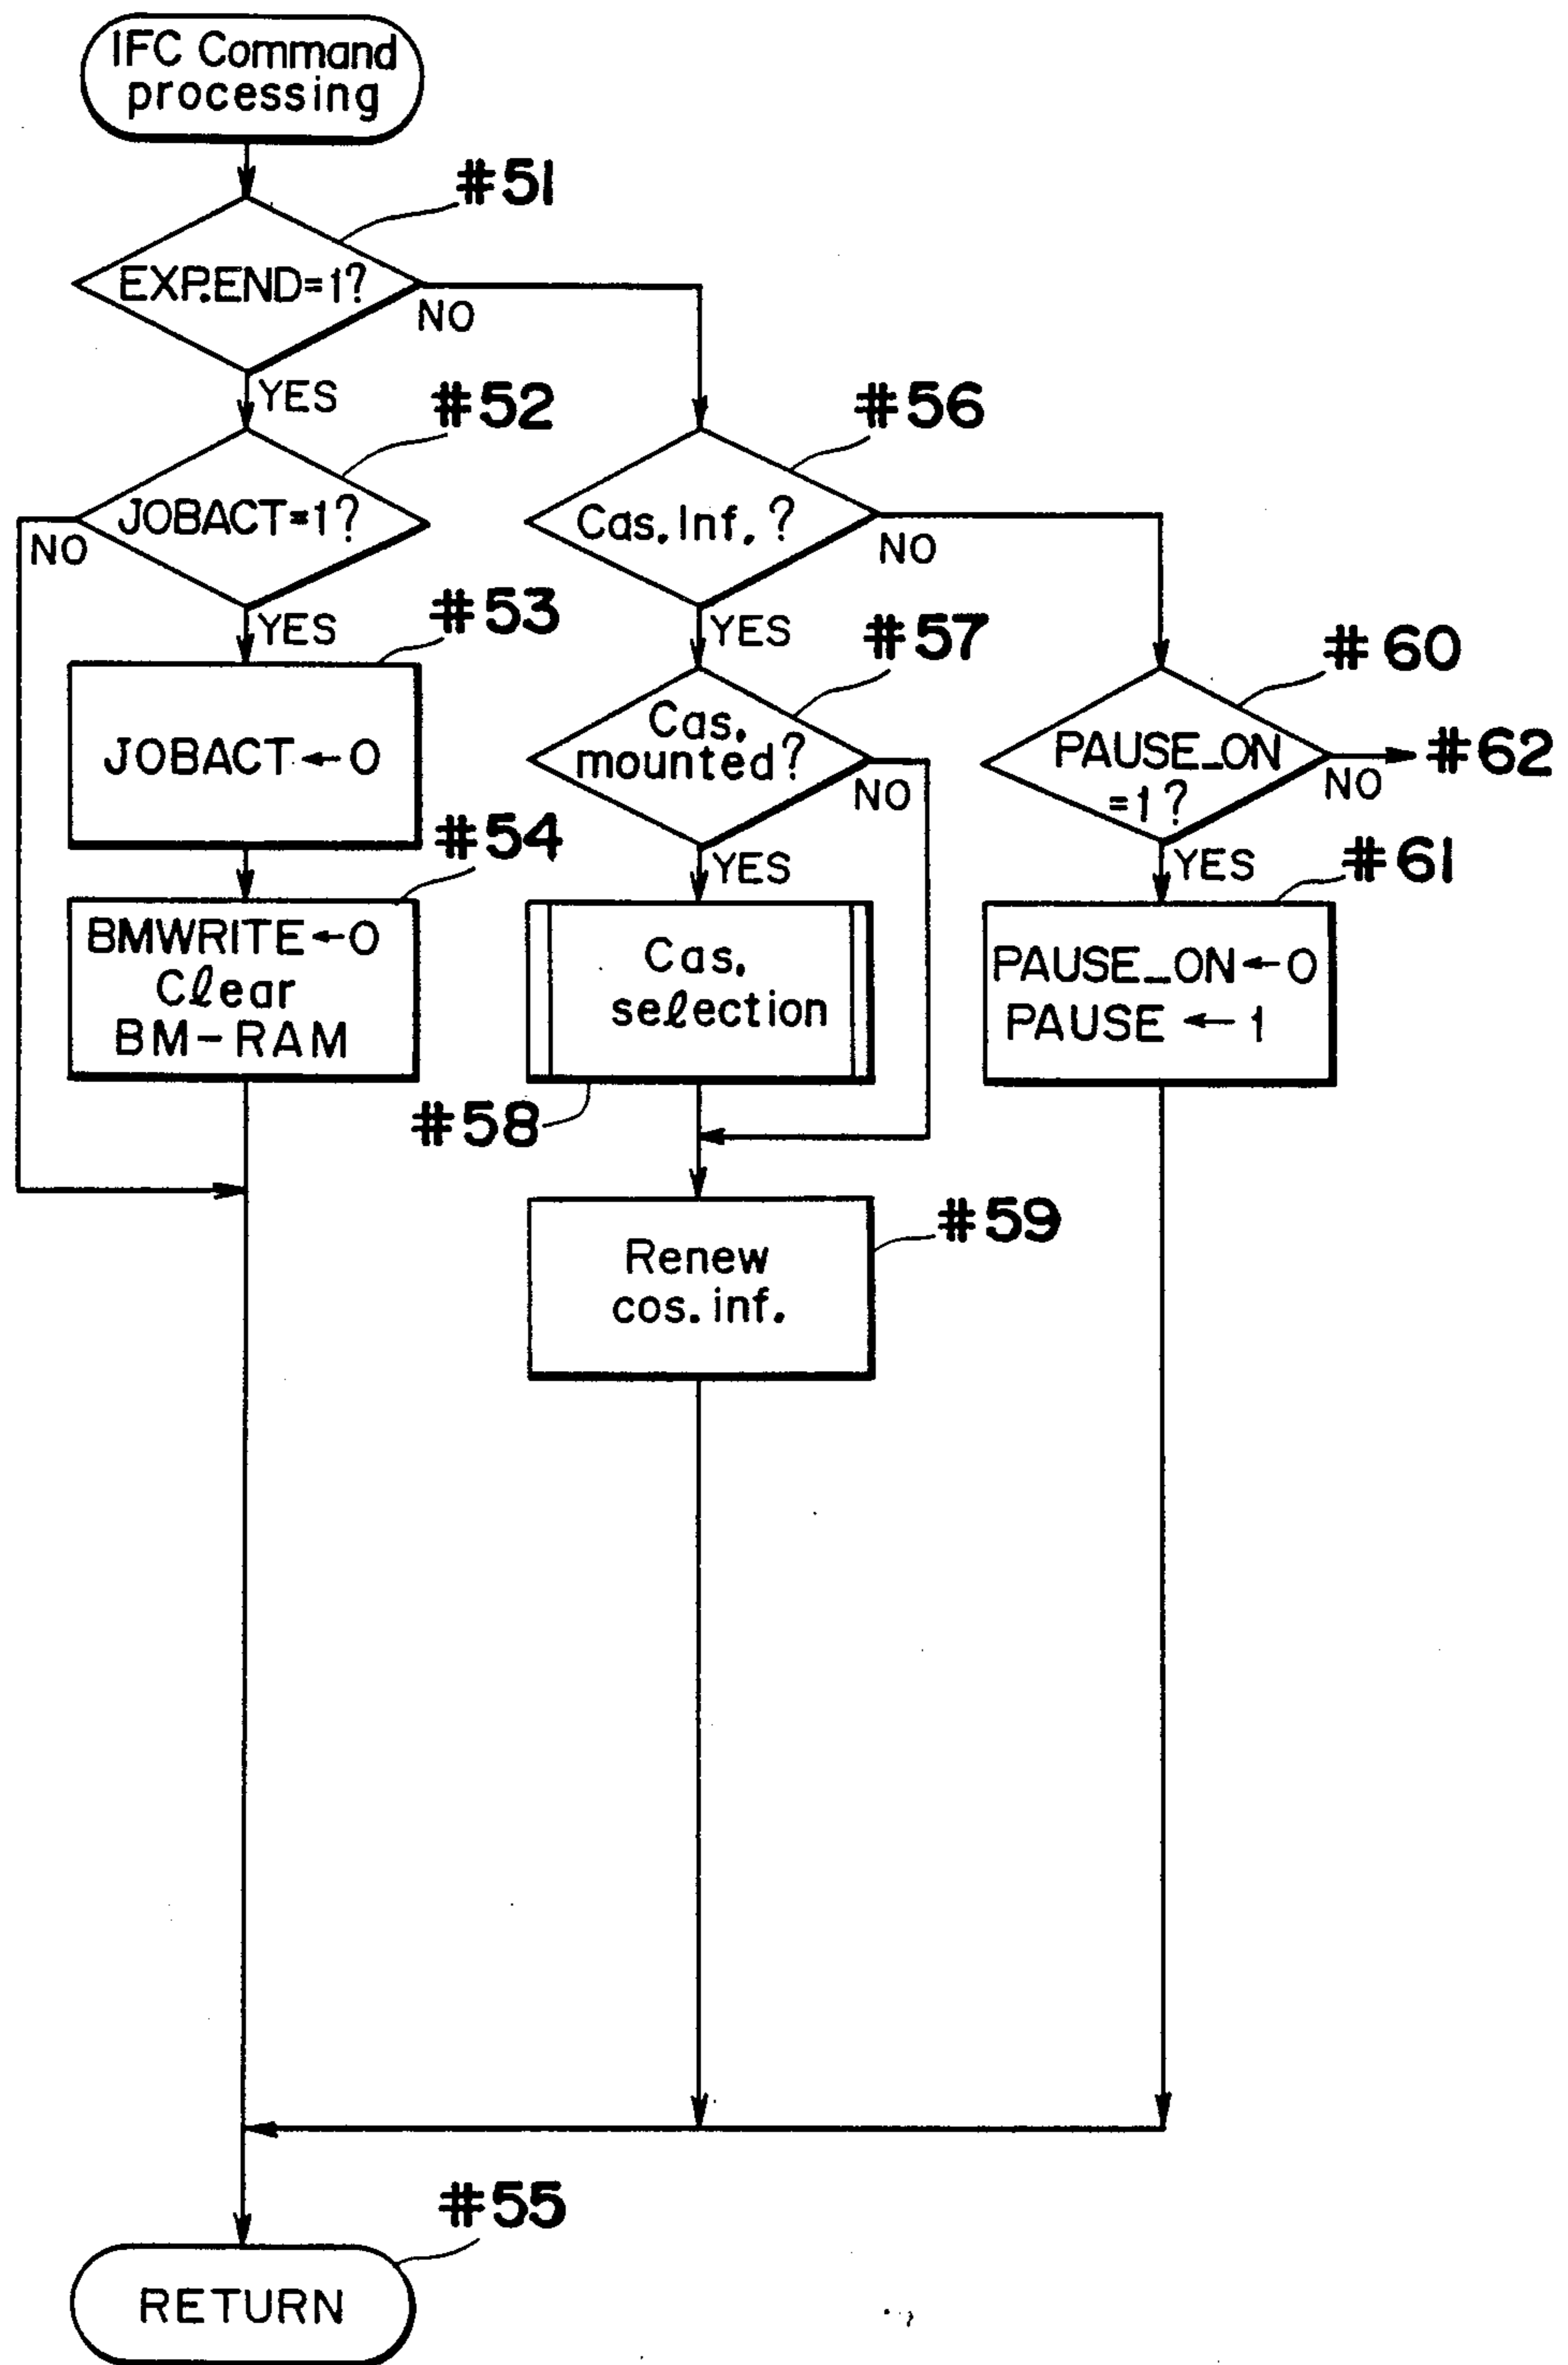 IFC Command
processing
#51
EXP.END=1?
NO
YES
#52
#56
JOBACT=1?
NO
Cas. Inf. ?
NO
YES
#53
YES
#57
#60
JOBACT←0
Cas.
mounted?
NO
PAUSE_ON
=1?
NO
#62
#54
YES
YES
#61
BMWRITE←0
Clear
BM-RAM
Cas.
selection
PAUSE_ON←0
PAUSE ← 1
#58
#59
Renew
cos. inf.
#55
RETURN